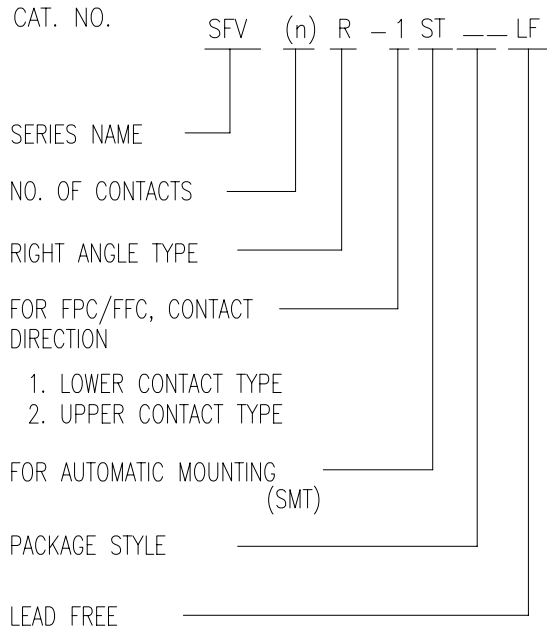 CAT. NO.
SFV (n) R - 1 ST __ LF
SERIES NAME
NO. OF CONTACTS
RIGHT ANGLE TYPE
FOR FPC/FFC, CONTACT
DIRECTION
1. LOWER CONTACT TYPE
2. UPPER CONTACT TYPE
FOR AUTOMATIC MOUNTING
(SMT)
PACKAGE STYLE
LEAD FREE